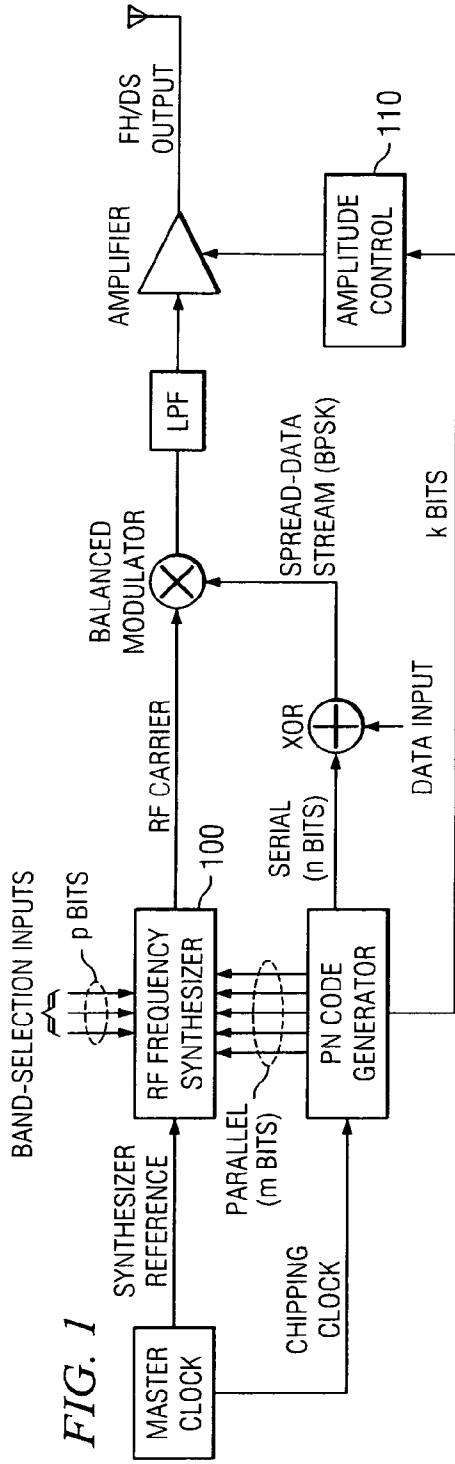 FIG. 1
BAND-SELECTION INPUTS
p BITS
MASTER
CLOCK
SYNTHESIZER
REFERENCE
RF FREQUENCY
SYNTHESIZER
100
RF CARRIER
BALANCED
MODULATOR
LPF
AMPLIFIER
FH/DS
OUTPUT
PARALLEL
(m BITS)
CHIPPING
CLOCK
PN CODE
GENERATOR
SERIAL
(n BITS)
XOR
DATA INPUT
SPREAD-DATA
STREAM (BPSK)
AMPLITUDE
CONTROL
110
k BITS